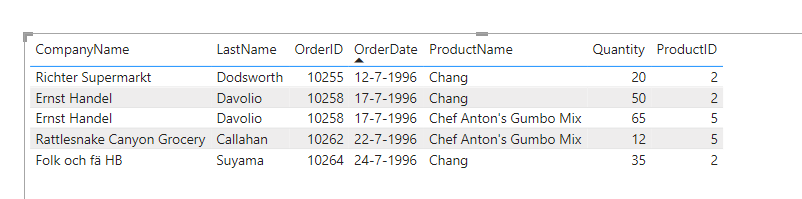 CompanyName LastName OrderID OrderDate ProductName Quantity ProductID
Richter Supermarkt Dodsworth 10255 12-7-1996 Chang 20 2
Ernst Handel Davolio 10258 17-7-1996 Chang 50 2
Ernst Handel Davolio 10258 17-7-1996 Chef Anton's Gumbo Mix 65 5
Rattlesnake Canyon Grocery Callahan 10262 22-7-1996 Chef Anton's Gumbo Mix 12 5
Folk och fä HB Suyama 10264 24-7-1996 Chang 35 2